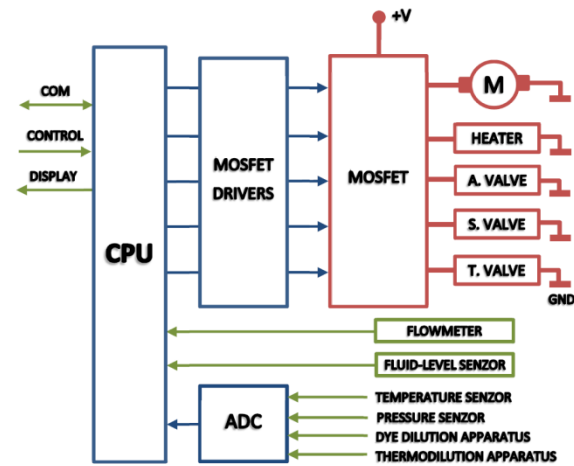 +V
COM
CONTROL
DISPLAY
CPU
MOSFET
DRIVERS
MOSFET
M
HEATER
A. VALVE
S. VALVE
T. VALVE
GND
FLOWMETER
FLUID-LEVEL SENZOR
ADC
TEMPERATURE SENZOR
PRESSURE SENZOR
DYE DILUTION APPARATUS
THERMODILUTION APPARATUS